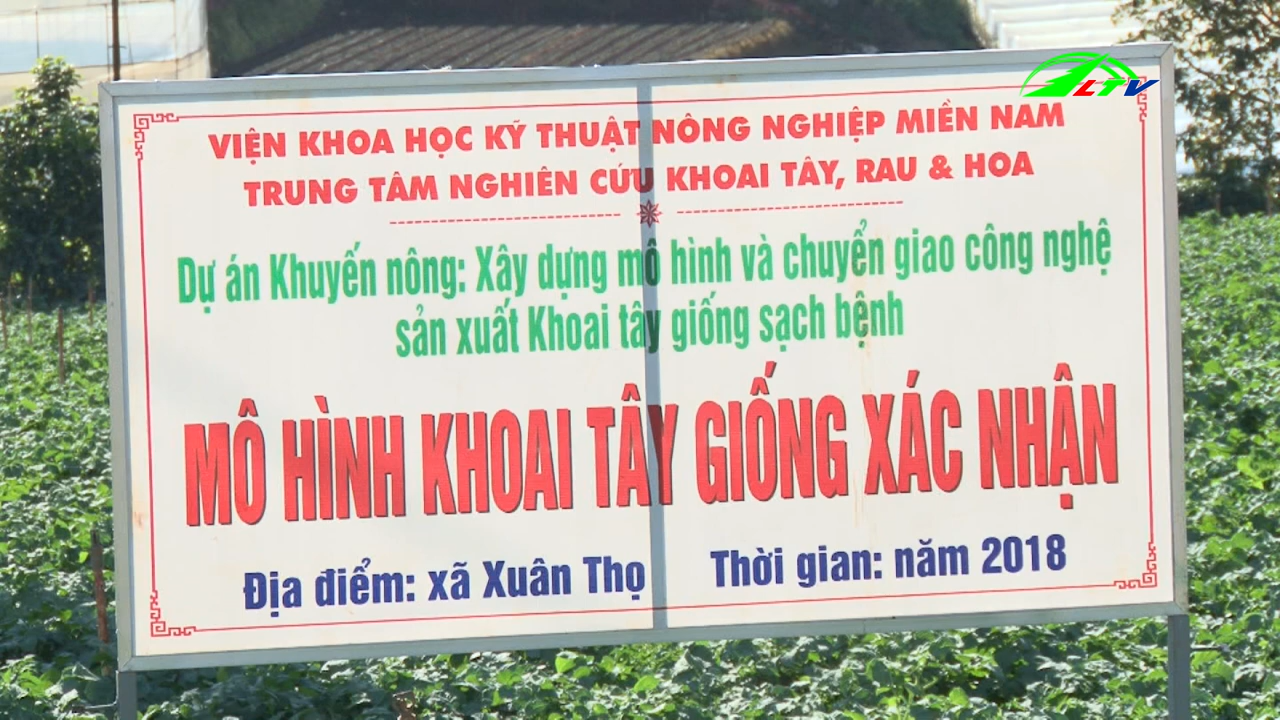 LTV
VIỆN KHOA HỌC KỸ THUẬT NÔNG NGHIỆP MIỀN NAM
TRUNG TÂM NGHIÊN CỨU KHOAI TÂY, RAU & HOA
Dự án Khuyến nông: Xây dựng mô hình và chuyển giao công nghệ
sản xuất Khoai tây giống sạch bệnh
MÔ HÌNH KHOAI TÂY GIỐNG XÁC NHẬN
Địa điểm: xã Xuân Thọ Thời gian: năm 2018